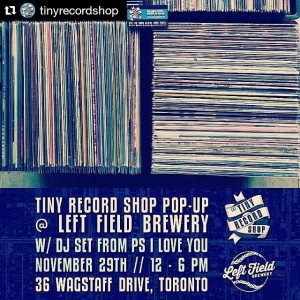 tinyrecordshop
TINY RECORD SHOP POP-UP
@ LEFT FIELD BREWERY
W/ DJ SET FROM PS I LOVE YOU
NOVEMBER 29TH // 12 - 6 PM
36 WAGSTAFF DRIVE, TORONTO
TINY
RECORD
SHOP
Left Field
BREWERY